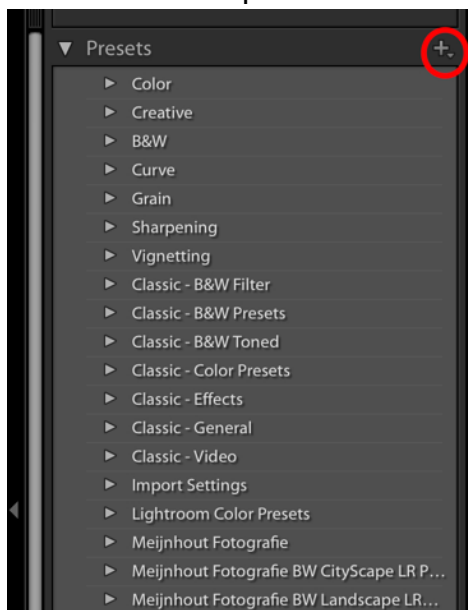 Presets
Color
Creative
B&W
Curve
Grain
Sharpening
Vignetting
Classic - B&W Filter
Classic - B&W Presets
Classic - B&W Toned
Classic - Color Presets
Classic - Effects
Classic - General
Classic - Video
Import Settings
Lightroom Color Presets
Meijnhout Fotografie
Meijnhout Fotografie BW CityScape LR P...
Meijnhout Fotografie BW Landscape LR...